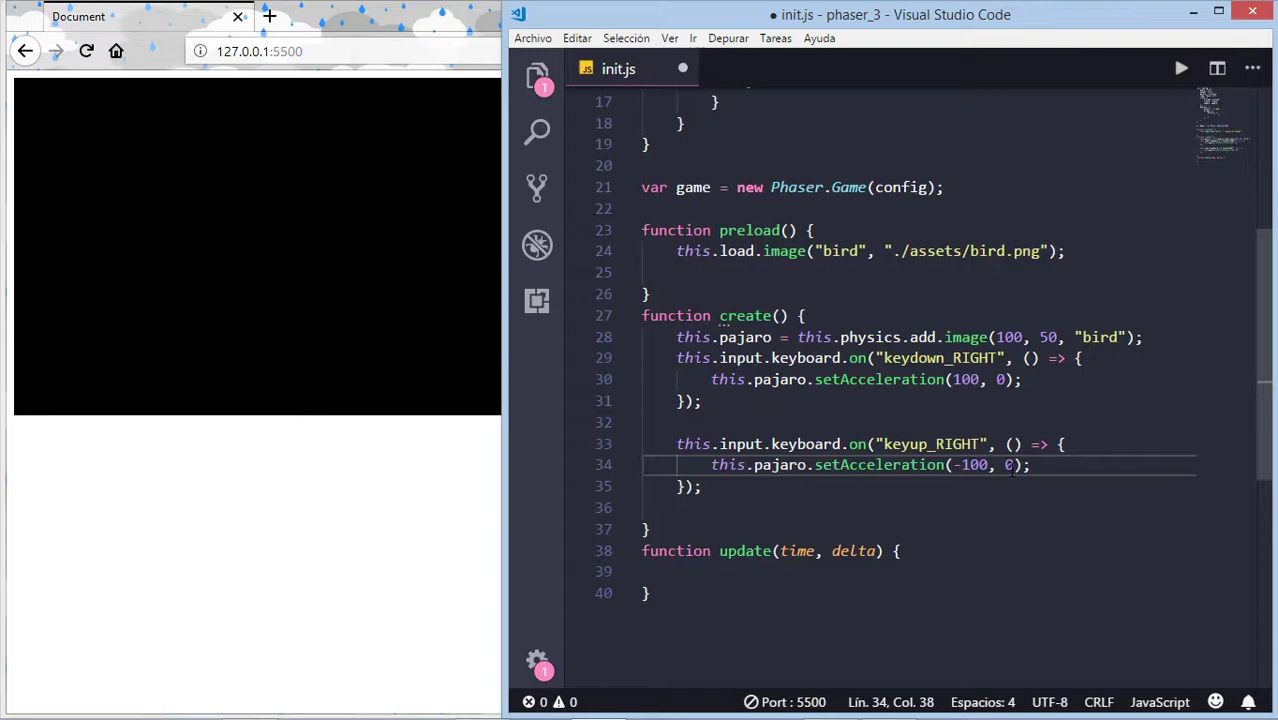 Document
127.0.0.1:5500
init.js - phaser_3 - Visual Studio Code
Archivo Editar Selección Ver Ir Depurar Tareas Ayuda
JS init.js
1
17 }
18 }
19 }
20
21 var game = new Phaser.Game(config);
22
23 function preload() {
24 this.load.image("bird", "./assets/bird.png");
25
26 }
27 function create() {
28 this.pajaro = this.physics.add.image(100, 50, "bird");
29 this.input.keyboard.on("keydown_RIGHT", () => {
30 this.pajaro.setAcceleration(100, 0);
31 });
32
33 this.input.keyboard.on("keyup_RIGHT", () => {
34 this.pajaro.setAcceleration(-100, 0);
35 });
36
37 }
38 function update(time, delta) {
39
40 }
1
0 0 Port : 5500 Lín. 34, Col. 38 Espacios: 4 UTF-8 CRLF JavaScript